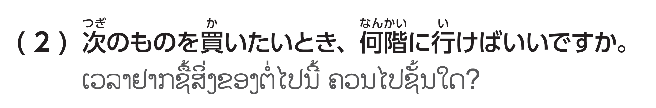 (2) 次のものを買いたいとき、何階に行けばいいですか。
ເວລາຢາກຊື້ສິ່ງຂອງຕໍ່ໄປນີ້ ຄວນໄປຊັ້ນໃດ?